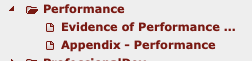 Performance
Evidence of Performance ...
Appendix - Performance